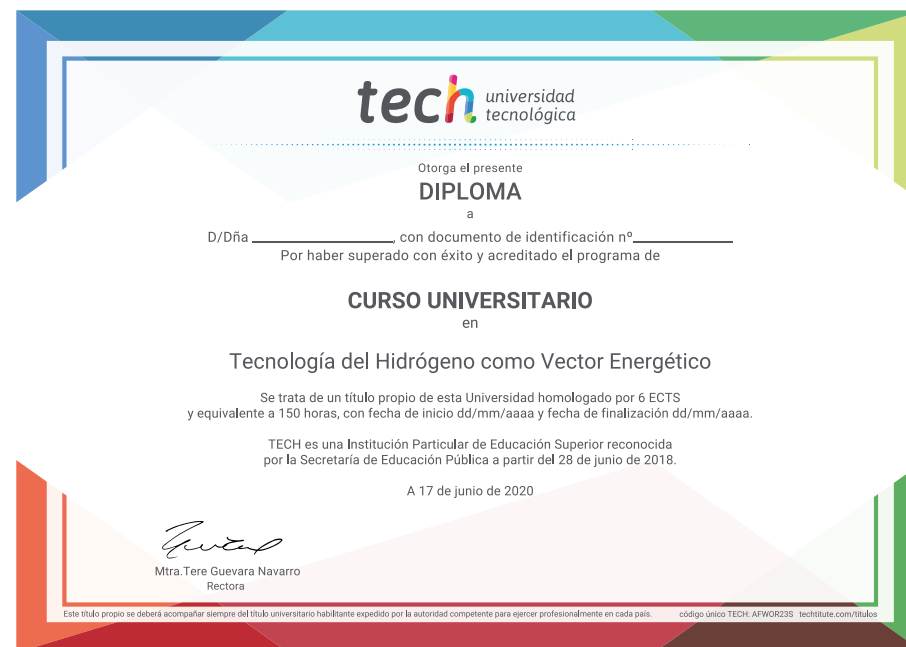 tech universidad
tecnológica
Otorga el presente
DIPLOMA
a
D/Dña ____________________, con documento de identificación nº______________
Por haber superado con éxito y acreditado el programa de
CURSO UNIVERSITARIO
en
Tecnología del Hidrógeno como Vector Energético
Se trata de un título propio de esta Universidad homologado por 6 ECTS
y equivalente a 150 horas, con fecha de inicio dd/mm/aaaa y fecha de finalización dd/mm/aaaa.
TECH es una Institución Particular de Educación Superior reconocida
por la Secretaría de Educación Pública a partir del 28 de junio de 2018.
A 17 de junio de 2020
Mtra.Tere Guevara Navarro
Rectora
Este título propio se deberá acompañar siempre del título universitario habilitante expedido por la autoridad competente para ejercer profesionalmente en cada país. código único TECH: AFWOR23S techtitute.com/títulos